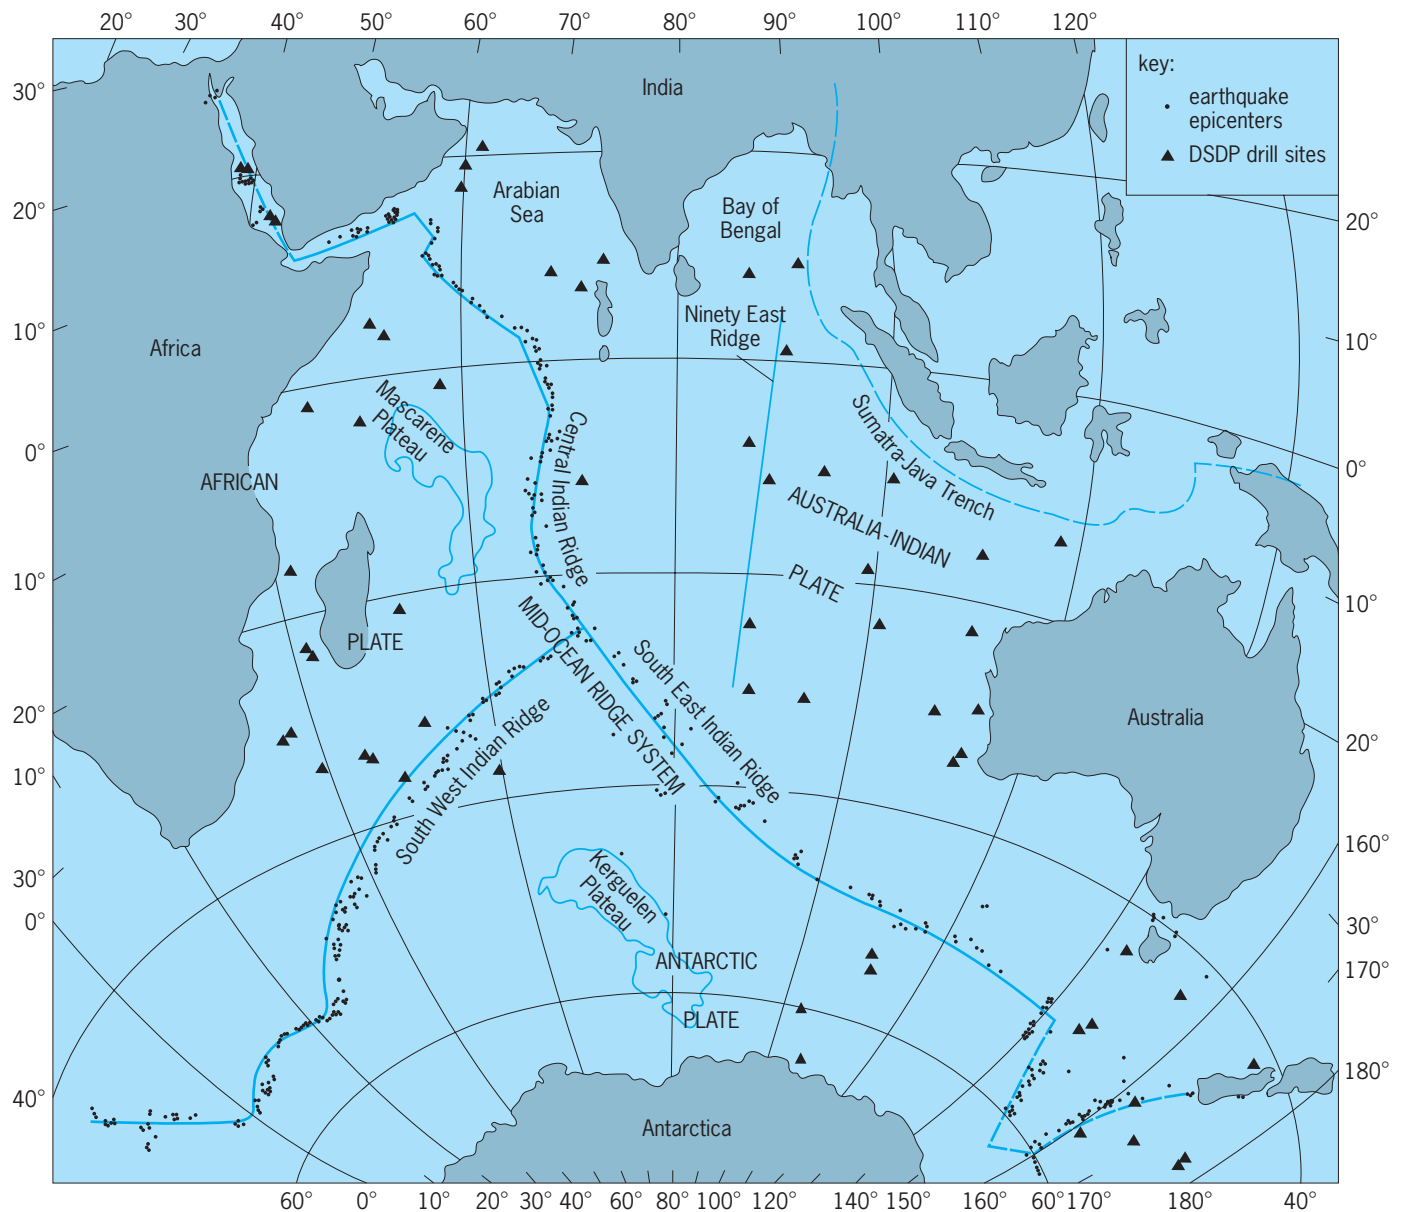 20° 30° 40° 50° 60° 70° 80° 90° 100° 110° 120°
key:
earthquake
epicenters
DSDP drill sites
30°
20°
10°
0°
10°
20°
10°
30°
0°
40°
20°
10°
0°
10°
20°
160°
30°
170°
180°
India
Arabian
Sea
Bay of
Bengal
Ninety East
Ridge
Africa
Mascarene
Plateau
Central Indian Ridge
Sumatra-Java Trench
AFRICAN
PLATE
AUSTRALIA-INDIAN
PLATE
MID-OCEAN RIDGE SYSTEM
South East Indian Ridge
South West Indian Ridge
Australia
Kerguelen
Plateau
ANTARCTIC
PLATE
Antarctica
60° 0° 10° 20° 30° 40° 60° 80° 100° 120° 140° 150° 160° 60° 170° 180° 40°